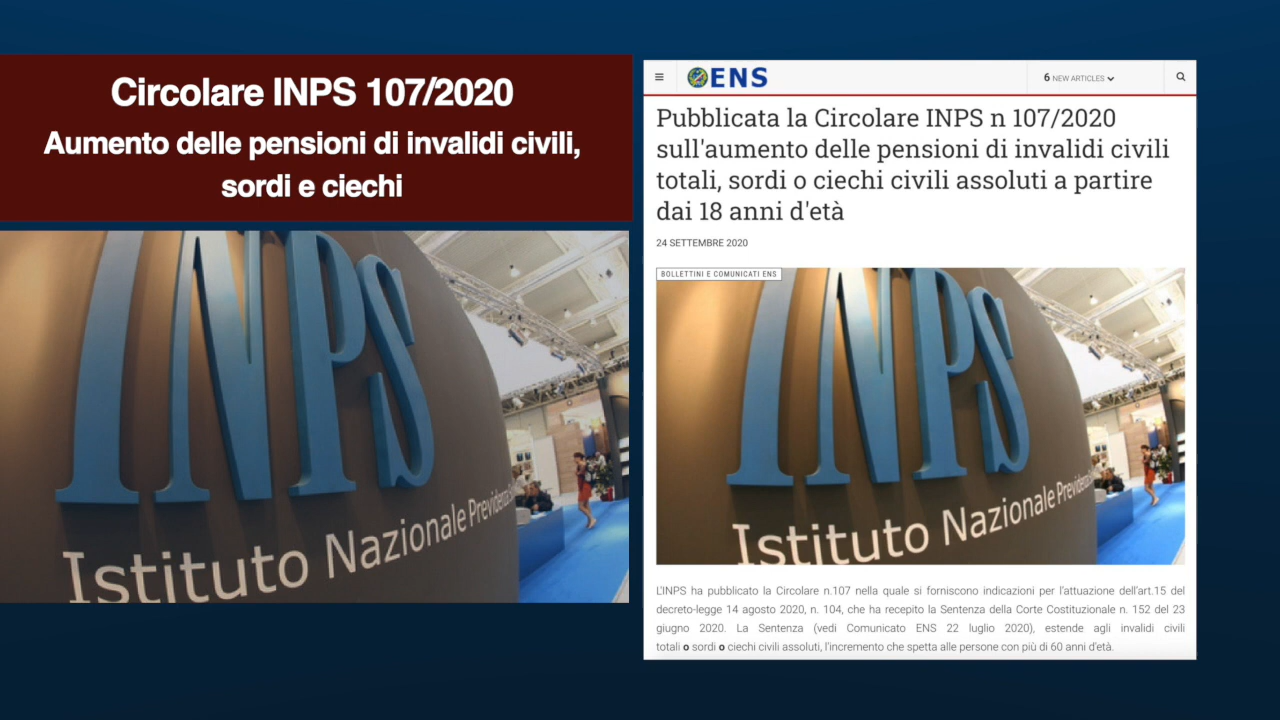 Circolare INPS 107/2020
Aumento delle pensioni di invalidi civili,
sordi e ciechi
INPS
Istituto Nazionale Previdenza
ENS
6 NEW ARTICLES
Pubblicata la Circolare INPS n 107/2020
sull'aumento delle pensioni di invalidi civili
totali, sordi o ciechi civili assoluti a partire
dai 18 anni d'età
24 SETTEMBRE 2020
BOLLETTINI E COMUNICATI ENS
INPS
Istituto Nazionale Previdenza
L'INPS ha pubblicato la Circolare n.107 nella quale si forniscono indicazioni per l'attuazione dell'art.15 del
decreto-legge 14 agosto 2020, n. 104, che ha recepito la Sentenza della Corte Costituzionale n. 152 del 23
giugno 2020. La Sentenza (vedi Comunicato ENS 22 luglio 2020), estende agli invalidi civili
totali o sordi o ciechi civili assoluti, l'incremento che spetta alle persone con più di 60 anni d'età.